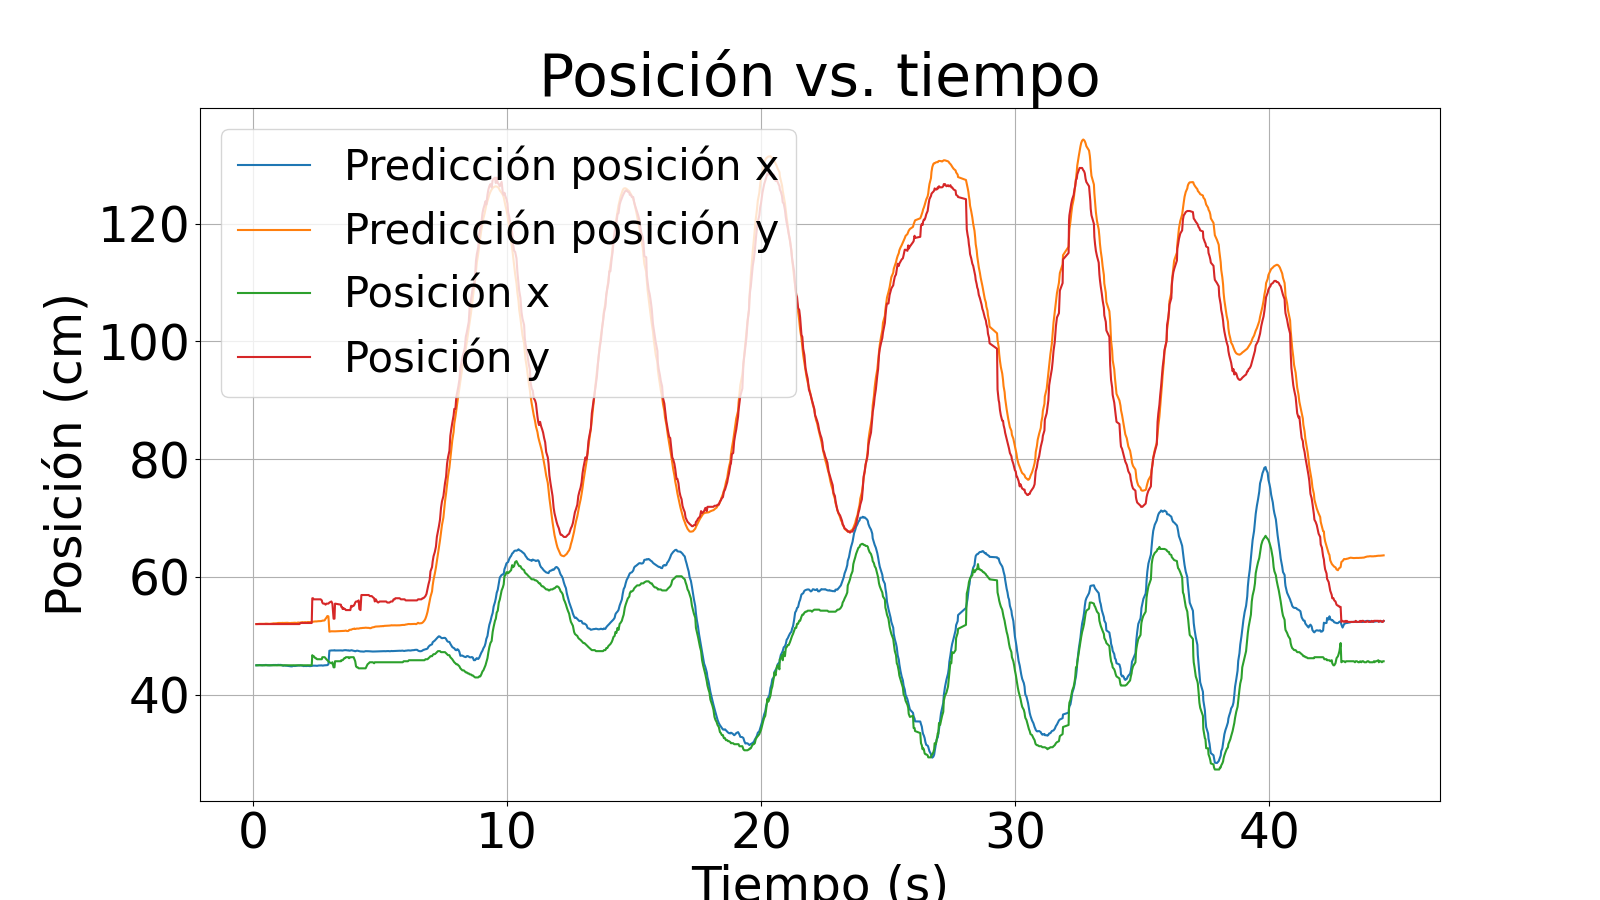 Posición vs. tiempo
Predicción posición x
Predicción posición y
Posición x
Posición y
Posición (cm)
120
100
80
60
40
0 10 20 30 40
Tiempo (s)